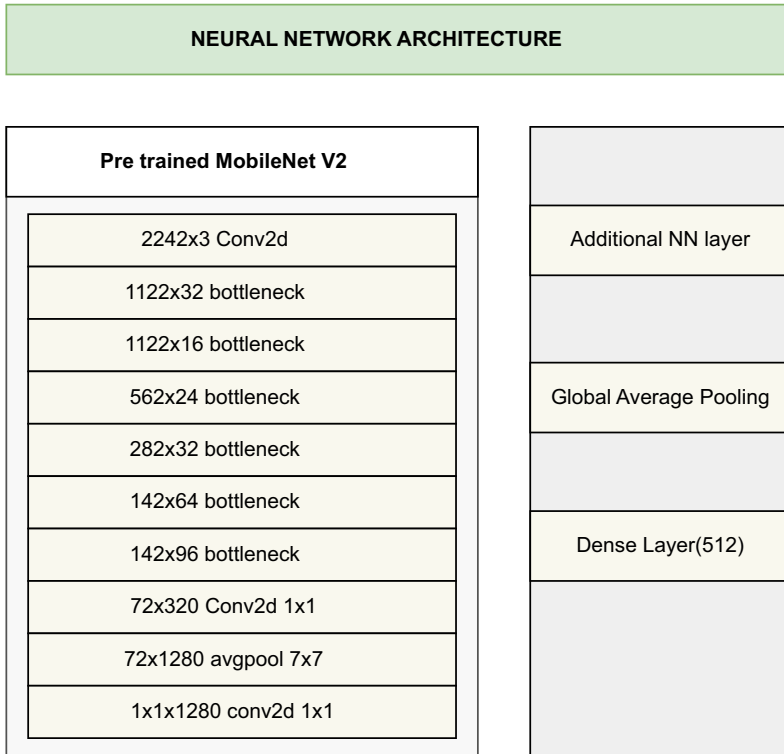 NEURAL NETWORK ARCHITECTURE
Pre trained MobileNet V2
2242x3 Conv2d
1122x32 bottleneck
1122x16 bottleneck
562x24 bottleneck
282x32 bottleneck
142x64 bottleneck
142x96 bottleneck
72x320 Conv2d 1x1
72x1280 avgpool 7x7
1x1x1280 conv2d 1x1
Additional NN layer
Global Average Pooling
Dense Layer(512)